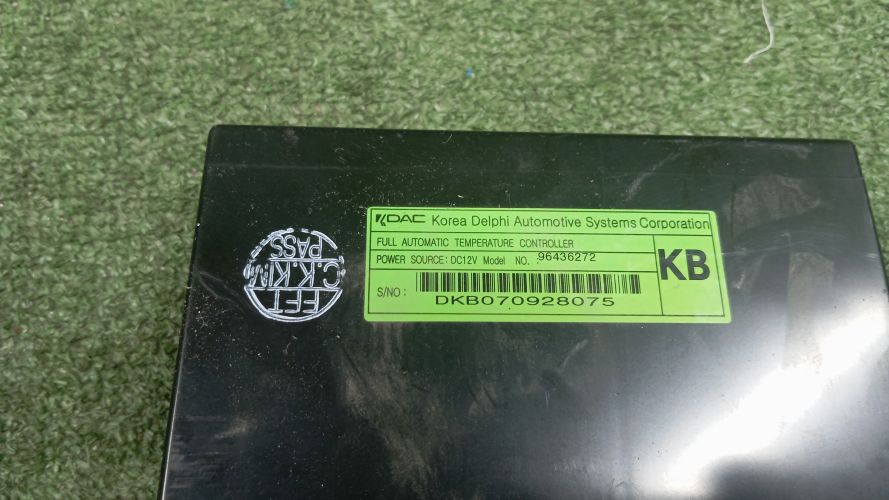 KDAC Korea Delphi Automotive Systems Corporation
FULL AUTOMATIC TEMPERATURE CONTROLLER
POWER SOURCE: DC12V Model NO. 96436272
KB
S/NO :
DKB070928075
PASS
C.K.KIM
EFT